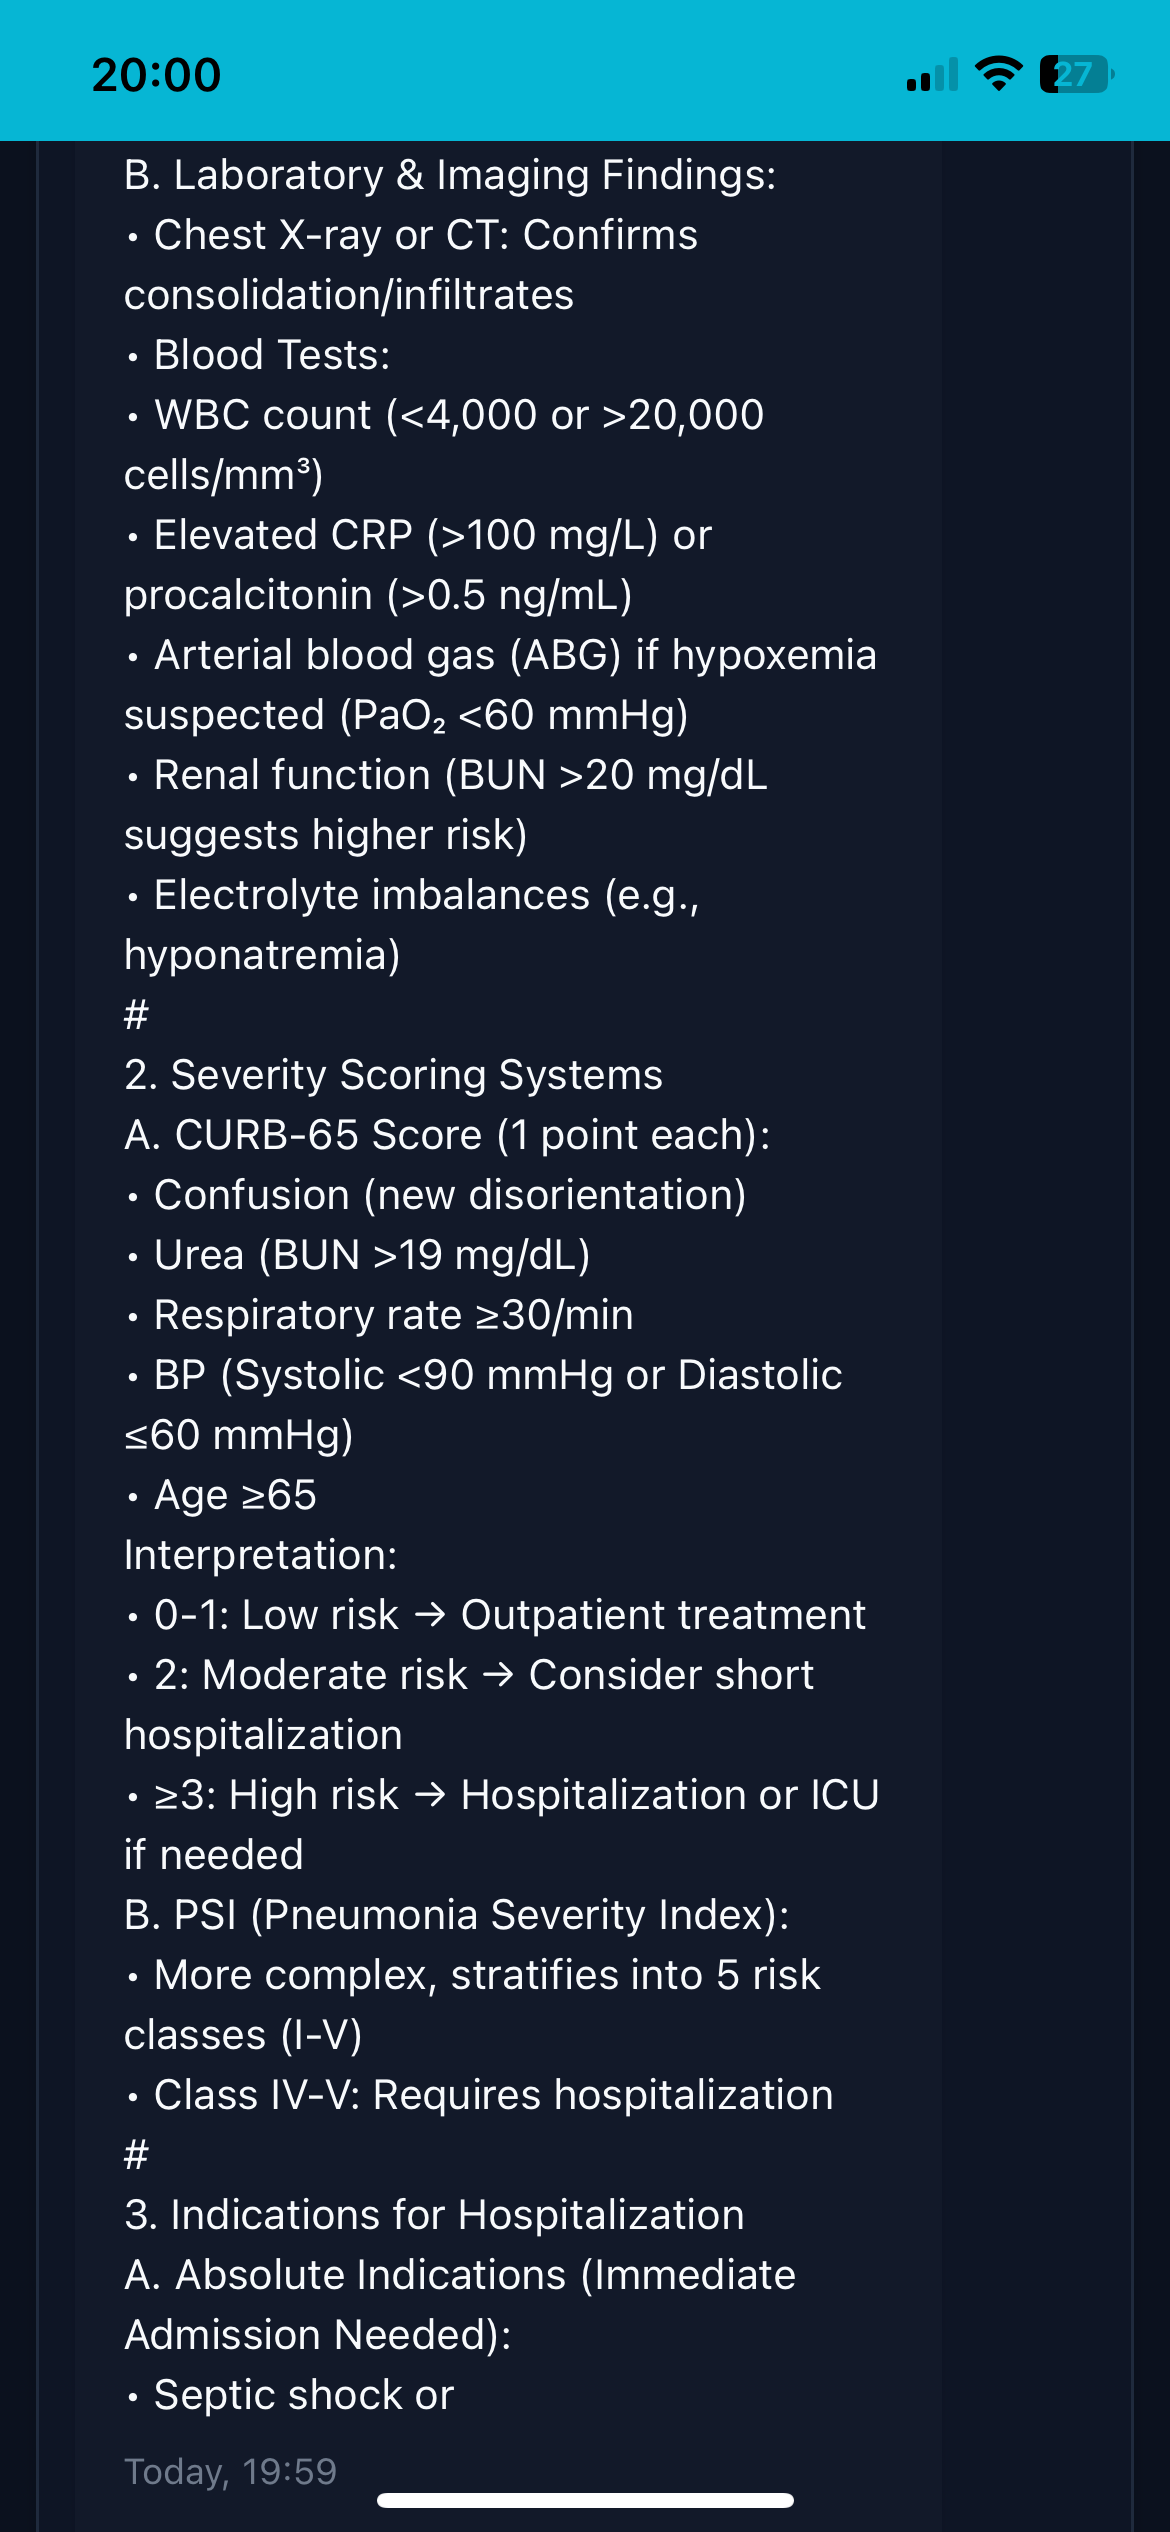 20:00
27
B. Laboratory & Imaging Findings:
• Chest X-ray or CT: Confirms
consolidation/infiltrates
• Blood Tests:
• WBC count (<4,000 or >20,000
cells/mm³)
• Elevated CRP (>100 mg/L) or
procalcitonin (>0.5 ng/mL)
• Arterial blood gas (ABG) if hypoxemia
suspected (PaO₂ <60 mmHg)
• Renal function (BUN >20 mg/dL
suggests higher risk)
• Electrolyte imbalances (e.g.,
hyponatremia)
#
2. Severity Scoring Systems
A. CURB-65 Score (1 point each):
• Confusion (new disorientation)
• Urea (BUN >19 mg/dL)
• Respiratory rate ≥30/min
• BP (Systolic <90 mmHg or Diastolic
≤60 mmHg)
• Age ≥65
Interpretation:
• 0-1: Low risk → Outpatient treatment
• 2: Moderate risk → Consider short
hospitalization
• ≥3: High risk → Hospitalization or ICU
if needed
B. PSI (Pneumonia Severity Index):
• More complex, stratifies into 5 risk
classes (I-V)
• Class IV-V: Requires hospitalization
#
3. Indications for Hospitalization
A. Absolute Indications (Immediate
Admission Needed):
• Septic shock or
Today, 19:59